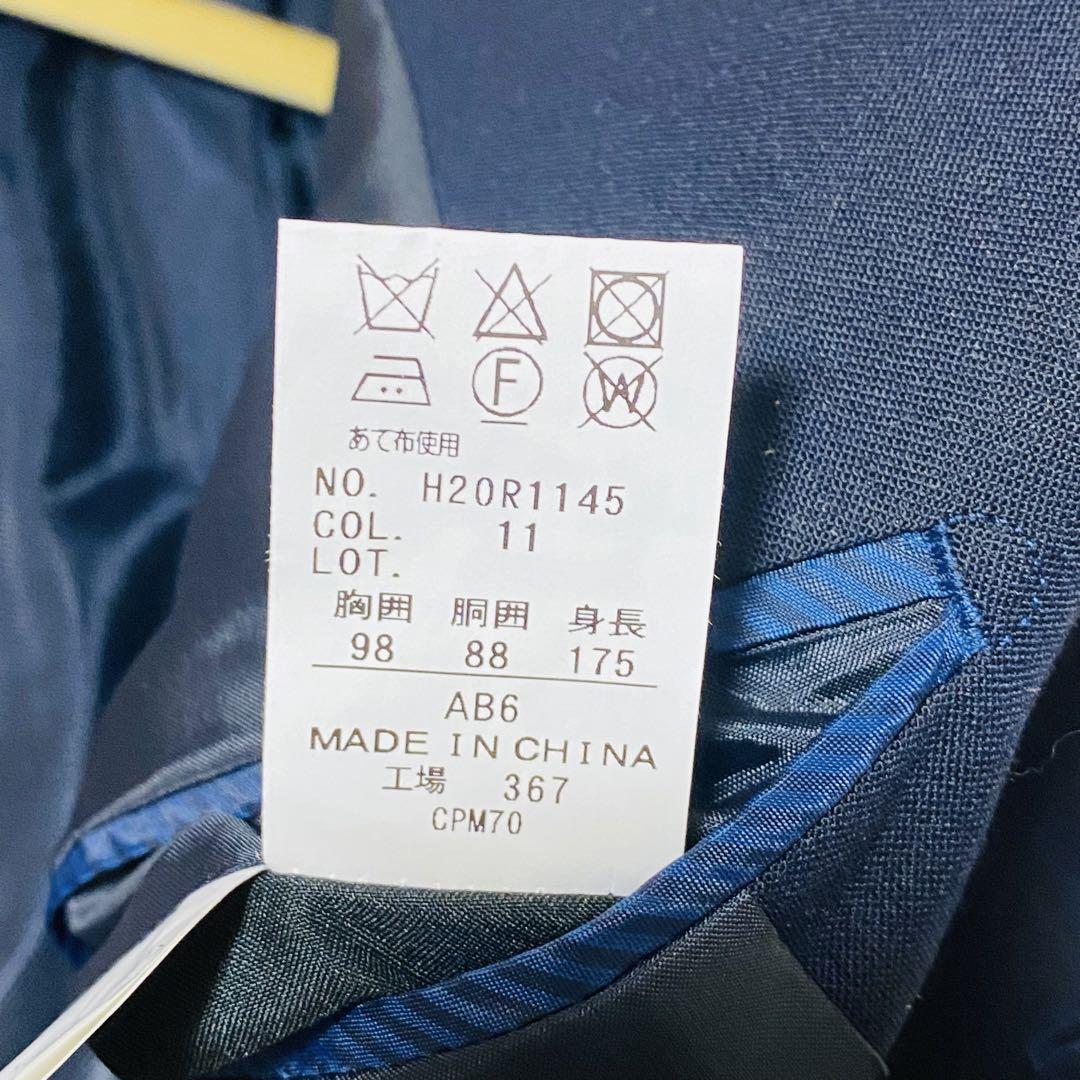 F W
あて布使用
NO. H20R1145
COL. 11
LOT.
胸囲 胴囲 身長
98 88 175
AB6
MADE IN CHINA
工場 367
CPM70